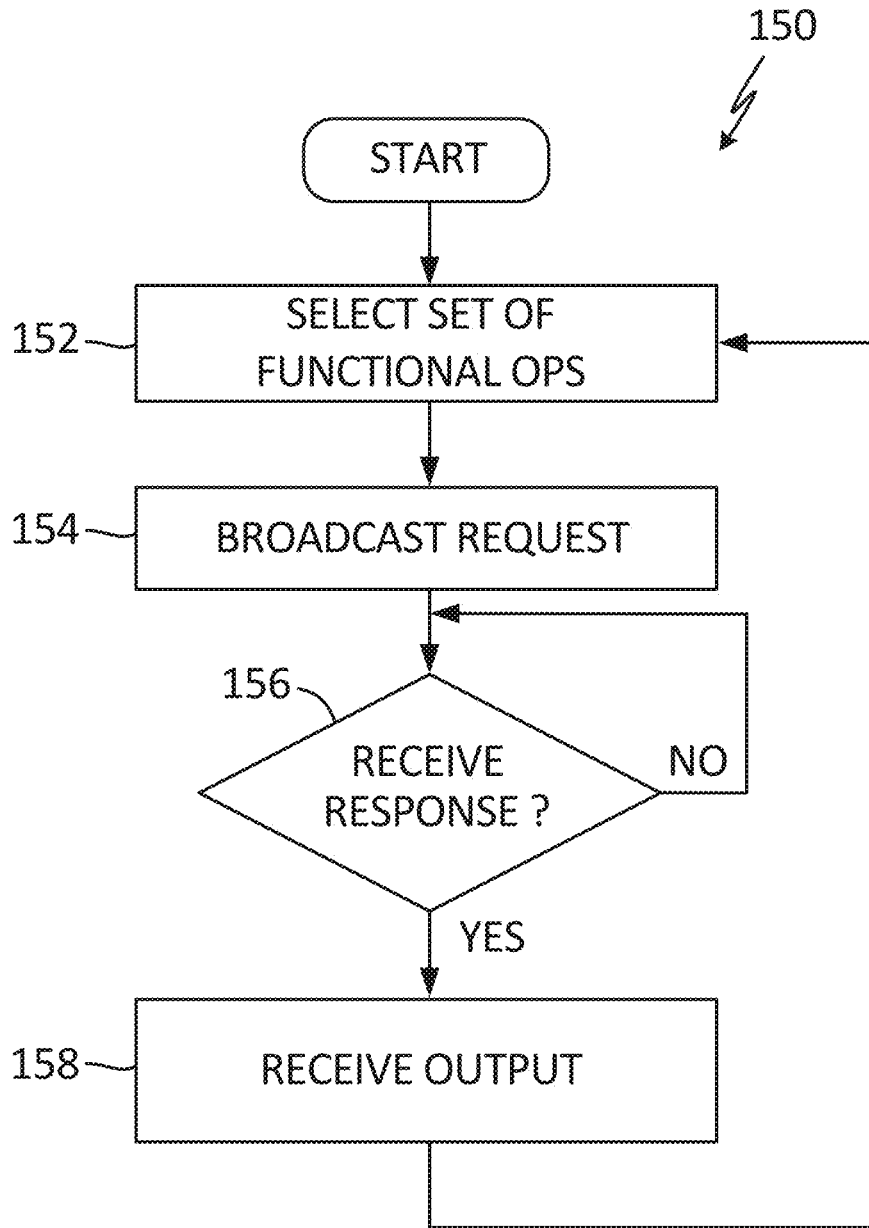 150
START
152
SELECT SET OF
FUNCTIONAL OPS
154
BROADCAST REQUEST
156
RECEIVE
RESPONSE ?
NO
YES
158
RECEIVE OUTPUT